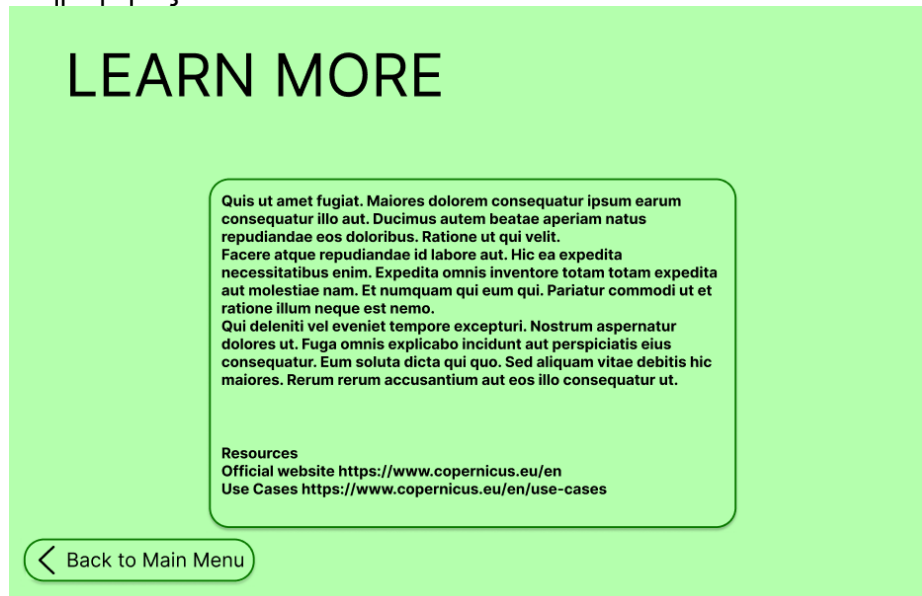 LEARN MORE
Quis ut amet fugiat. Maiores dolorem consequatur ipsum earum
consequatur illo aut. Ducimus autem beatae aperiam natus
repudiandae eos doloribus. Ratione ut qui velit.
Facere atque repudiandae id labore aut. Hic ea expedita
necessitatibus enim. Expedita omnis inventore totam totam expedita
aut molestiae nam. Et numquam qui eum qui. Pariatur commodi ut et
ratione illum neque est nemo.
Qui deleniti vel eveniet tempore excepturi. Nostrum aspernatur
dolores ut. Fuga omnis explicabo incidunt aut perspiciatis eius
consequatur. Eum soluta dicta qui quo. Sed aliquam vitae debitis hic
maiores. Rerum rerum accusantium aut eos illo consequatur ut.
Resources
Official website https://www.copernicus.eu/en
Use Cases https://www.copernicus.eu/en/use-cases
Back to Main Menu